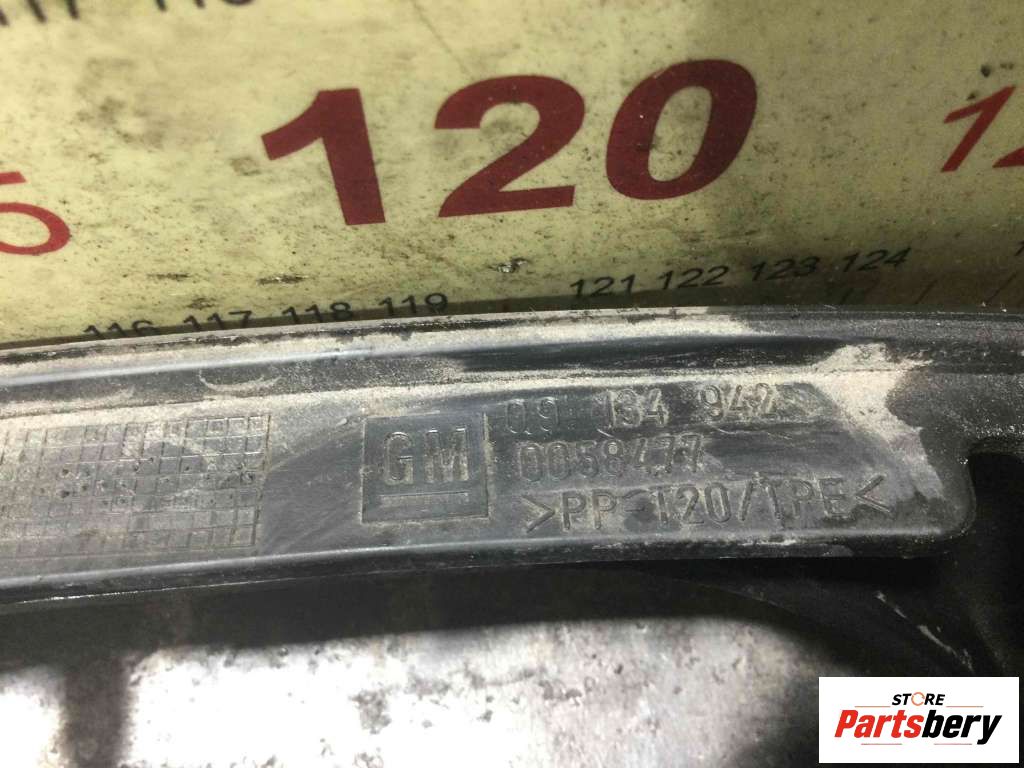 120
116 117 118 119 121 122 123 124
GM
09 134 942
0058477
>PP-T20/TPE<
STORE
Partsbery